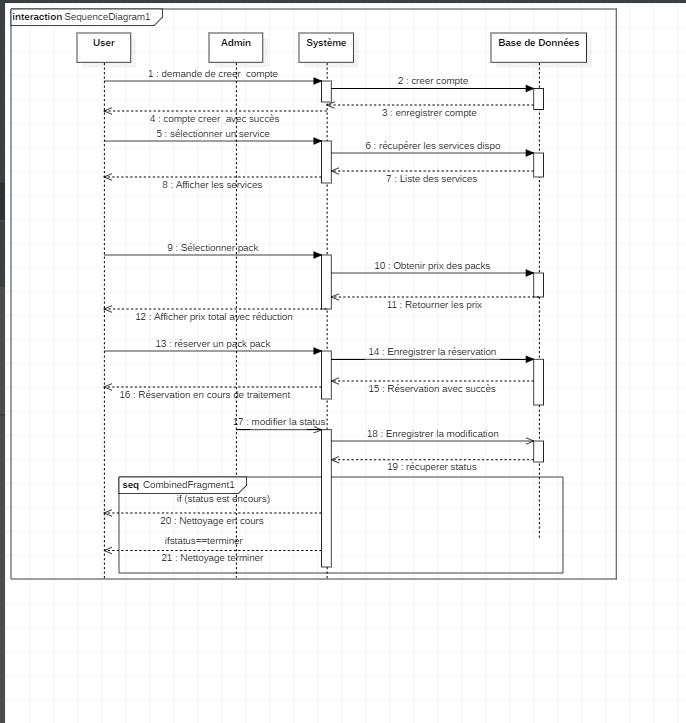 interaction SequenceDiagram1
User
Admin
Système
Base de Données
1 : demande de creer compte
2 : creer compte
3 : enregistrer compte
4 : compte creer avec succès
5 : sélectionner un service
6 : récupérer les services dispo
7 : Liste des services
8 : Afficher les services
9 : Sélectionner pack
10 : Obtenir prix des packs
11 : Retourner les prix
12 : Afficher prix total avec réduction
13 : réserver un pack pack
14 : Enregistrer la réservation
15 : Réservation avec succès
16 : Réservation en cours de traitement
17 : modifier la status
18 : Enregistrer la modification
19 : récuperer status
seq CombinedFragment1
if (status est encours)
20 : Nettoyage en cours
ifstatus==terminer
21 : Nettoyage terminer